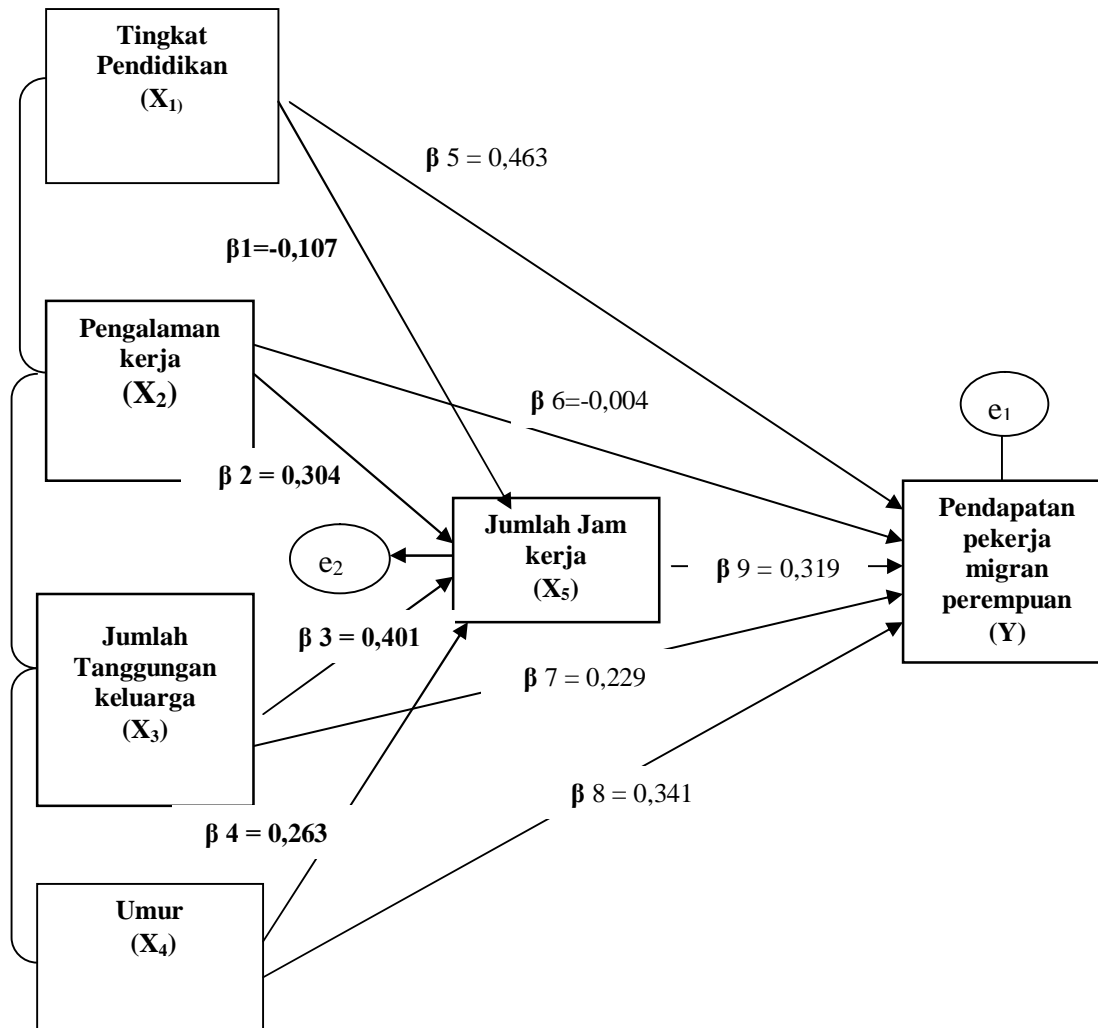 Tingkat
Pendidikan
(X₁)
β 5 = 0,463
β1=-0,107
Pengalaman
kerja
(X₂)
β 6=-0,004
e₁
β 2 = 0,304
Jumlah Jam
kerja
(X₅)
e₂
β 9 = 0,319
Pendapatan
pekerja
migran
perempuan
(Y)
Jumlah
Tanggungan
keluarga
(X₃)
β 3 = 0,401
β 7 = 0,229
β 8 = 0,341
β 4 = 0,263
Umur
(X₄)